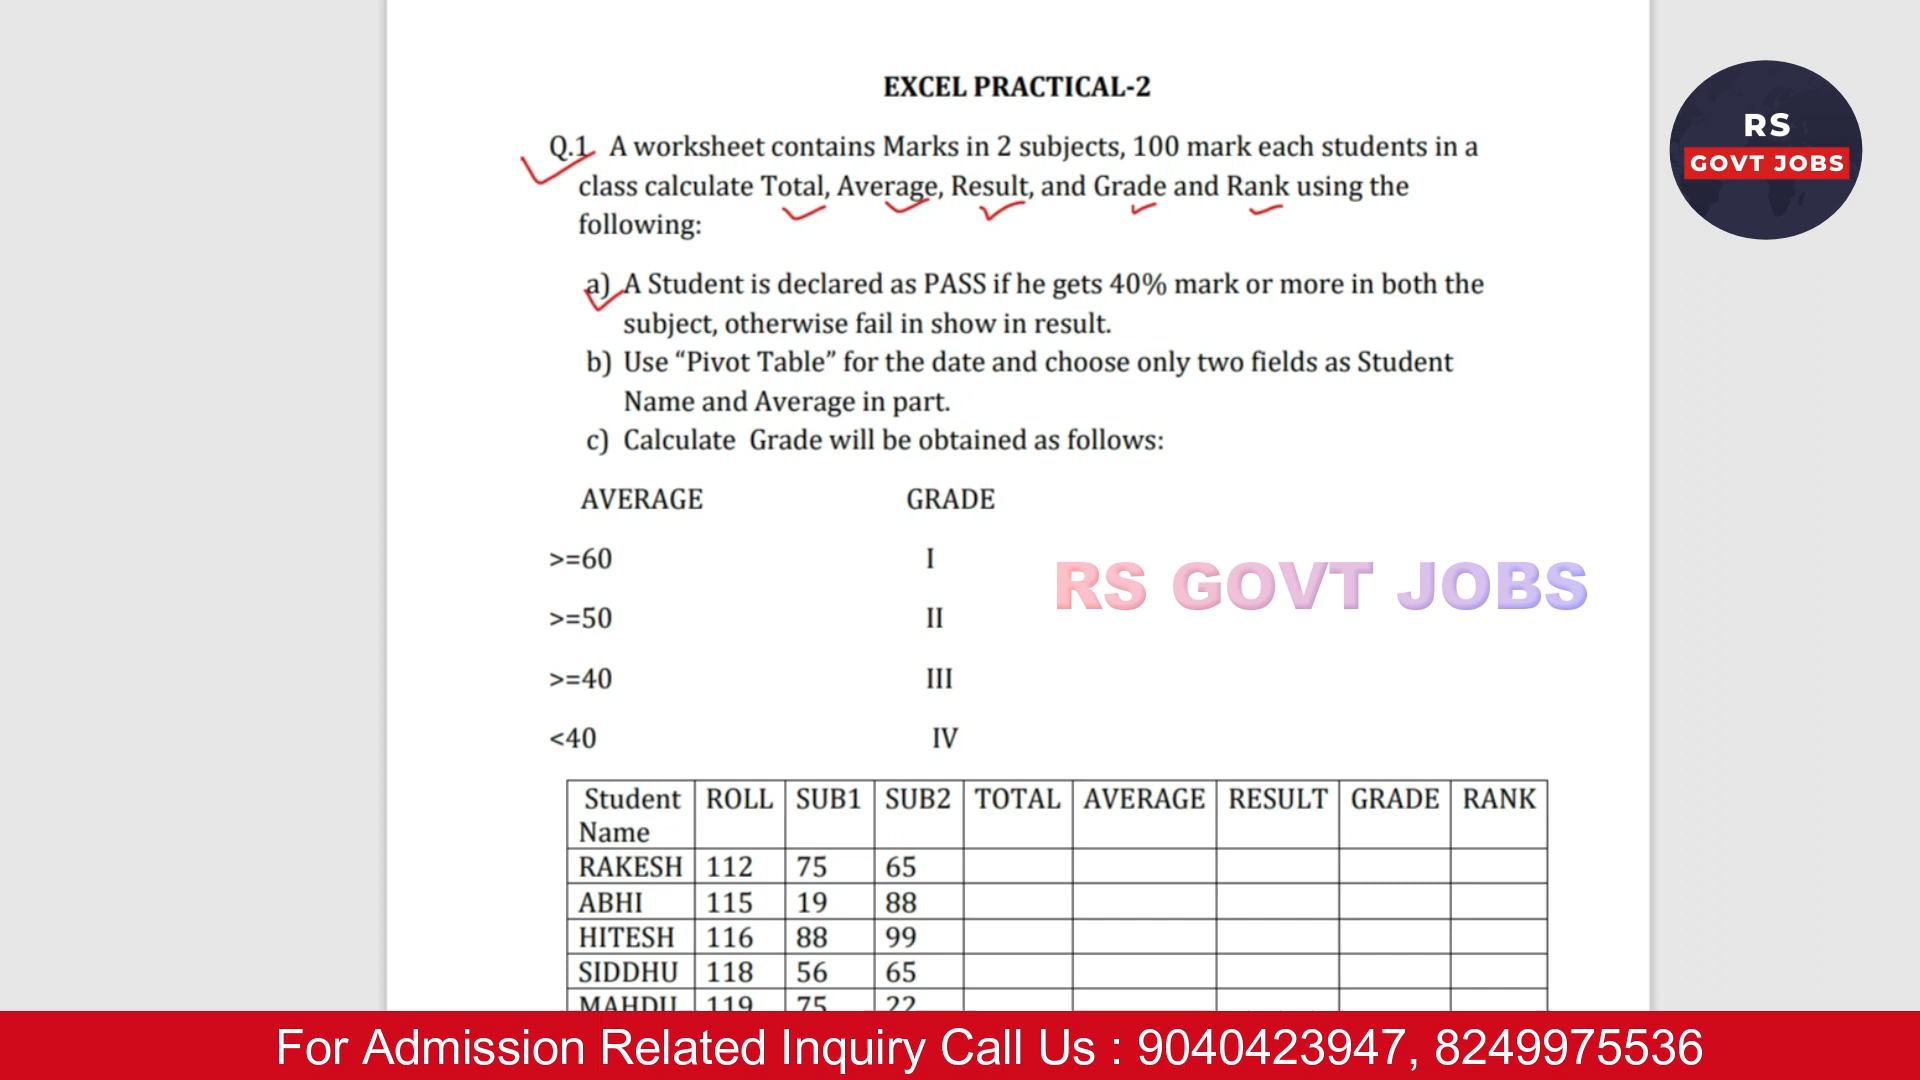 EXCEL PRACTICAL-2
RS
GOVT JOBS
Q.1 A worksheet contains Marks in 2 subjects, 100 mark each students in a
class calculate Total, Average, Result, and Grade and Rank using the
following:
a) A Student is declared as PASS if he gets 40% mark or more in both the
subject, otherwise fail in show in result.
b) Use “Pivot Table” for the date and choose only two fields as Student
Name and Average in part.
c) Calculate Grade will be obtained as follows:
AVERAGE GRADE
>=60 I
RS GOVT JOBS
>=50 II
>=40 III
<40 IV
Student Name ROLL SUB1 SUB2 TOTAL AVERAGE RESULT GRADE RANK
RAKESH 112 75 65
ABHI 115 19 88
HITESH 116 88 99
SIDDHU 118 56 65
MAHDU 119 75 22
For Admission Related Inquiry Call Us : 9040423947, 8249975536